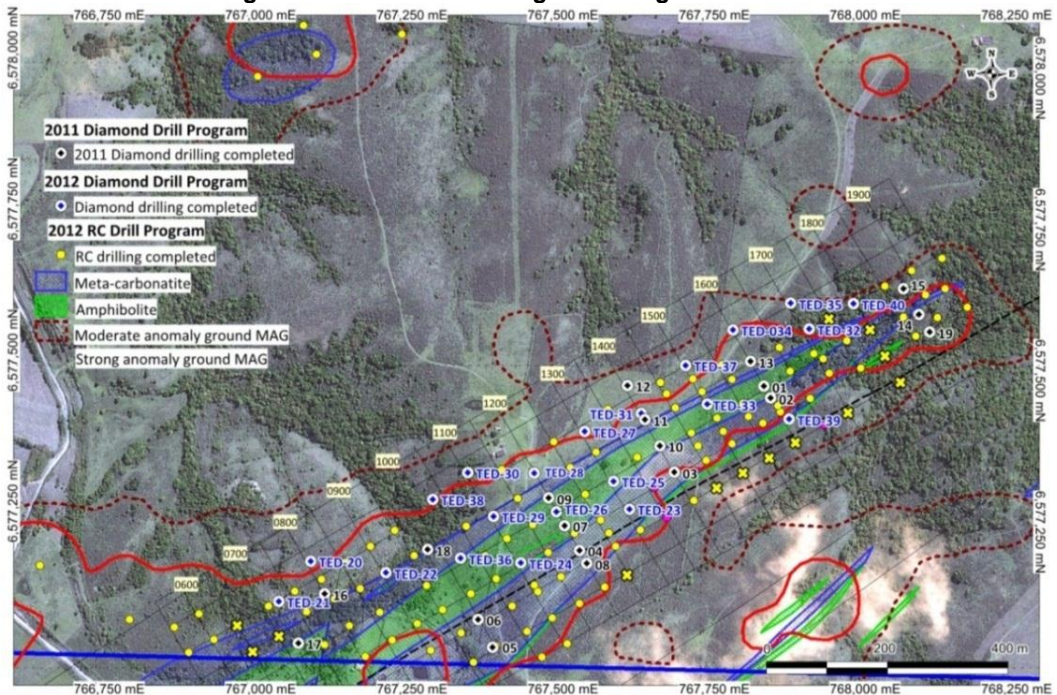 766,750 mE 767,000 mE 767,250 mE 767,500 mE 767,750 mE 768,000 mE 768,250 mE
6,578,000 mN
6,577,750 mN
6,577,500 mN
6,577,250 mN
N
W E
S
6,578,000 mN
6,577,750 mN
6,577,500 mN
6,577,250 mN
2011 Diamond Drill Program
2011 Diamond drilling completed
2012 Diamond Drill Program
Diamond drilling completed
2012 RC Drill Program
RC drilling completed
Meta-carbonatite
Amphibolite
Moderate anomaly ground MAG
Strong anomaly ground MAG
1900
1800
1700
1600
1500
1400
1300
1200
1100
1000
0900
0800
0700
0600
15
TED-35 TED-40
14
TED-034 TED-32 19
13
TED-37
12 01
02
TED-33
TED-31
11 TED-39
TED-27
10
TED-30 TED-28 03
TED-25
TED-38 09
TED-26 TED-23
TED-29
07
18 04
TED-20 TED-36 TED-24 08
TED-22
16
TED-21
06
17 05
0 200 400 m
766,750 mE 767,000 mE 767,250 mE 767,500 mE 767,750 mE 768,000 mE 768,250 mE